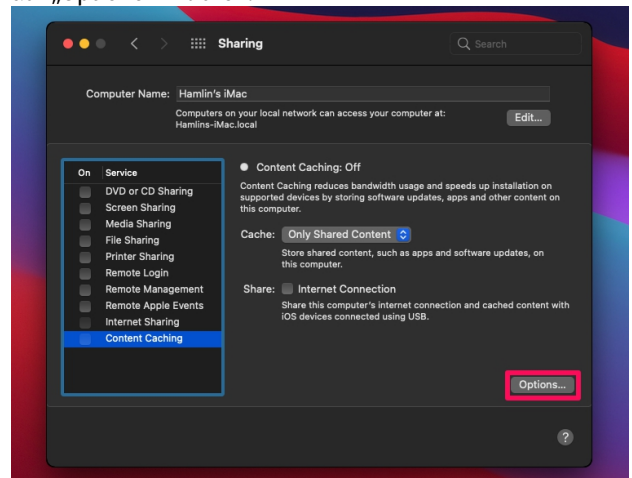 Sharing
Search
Computer Name: Hamlin's iMac
Computers on your local network can access your computer at:
Hamlins-iMac.local
Edit...
On Service
DVD or CD Sharing
Screen Sharing
Media Sharing
File Sharing
Printer Sharing
Remote Login
Remote Management
Remote Apple Events
Internet Sharing
Content Caching
Content Caching: Off
Content Caching reduces bandwidth usage and speeds up installation on
supported devices by storing software updates, apps and other content on
this computer.
Cache: Only Shared Content
Store shared content, such as apps and software updates, on
this computer.
Share: Internet Connection
Share this computer's internet connection and cached content with
iOS devices connected using USB.
Options...
?